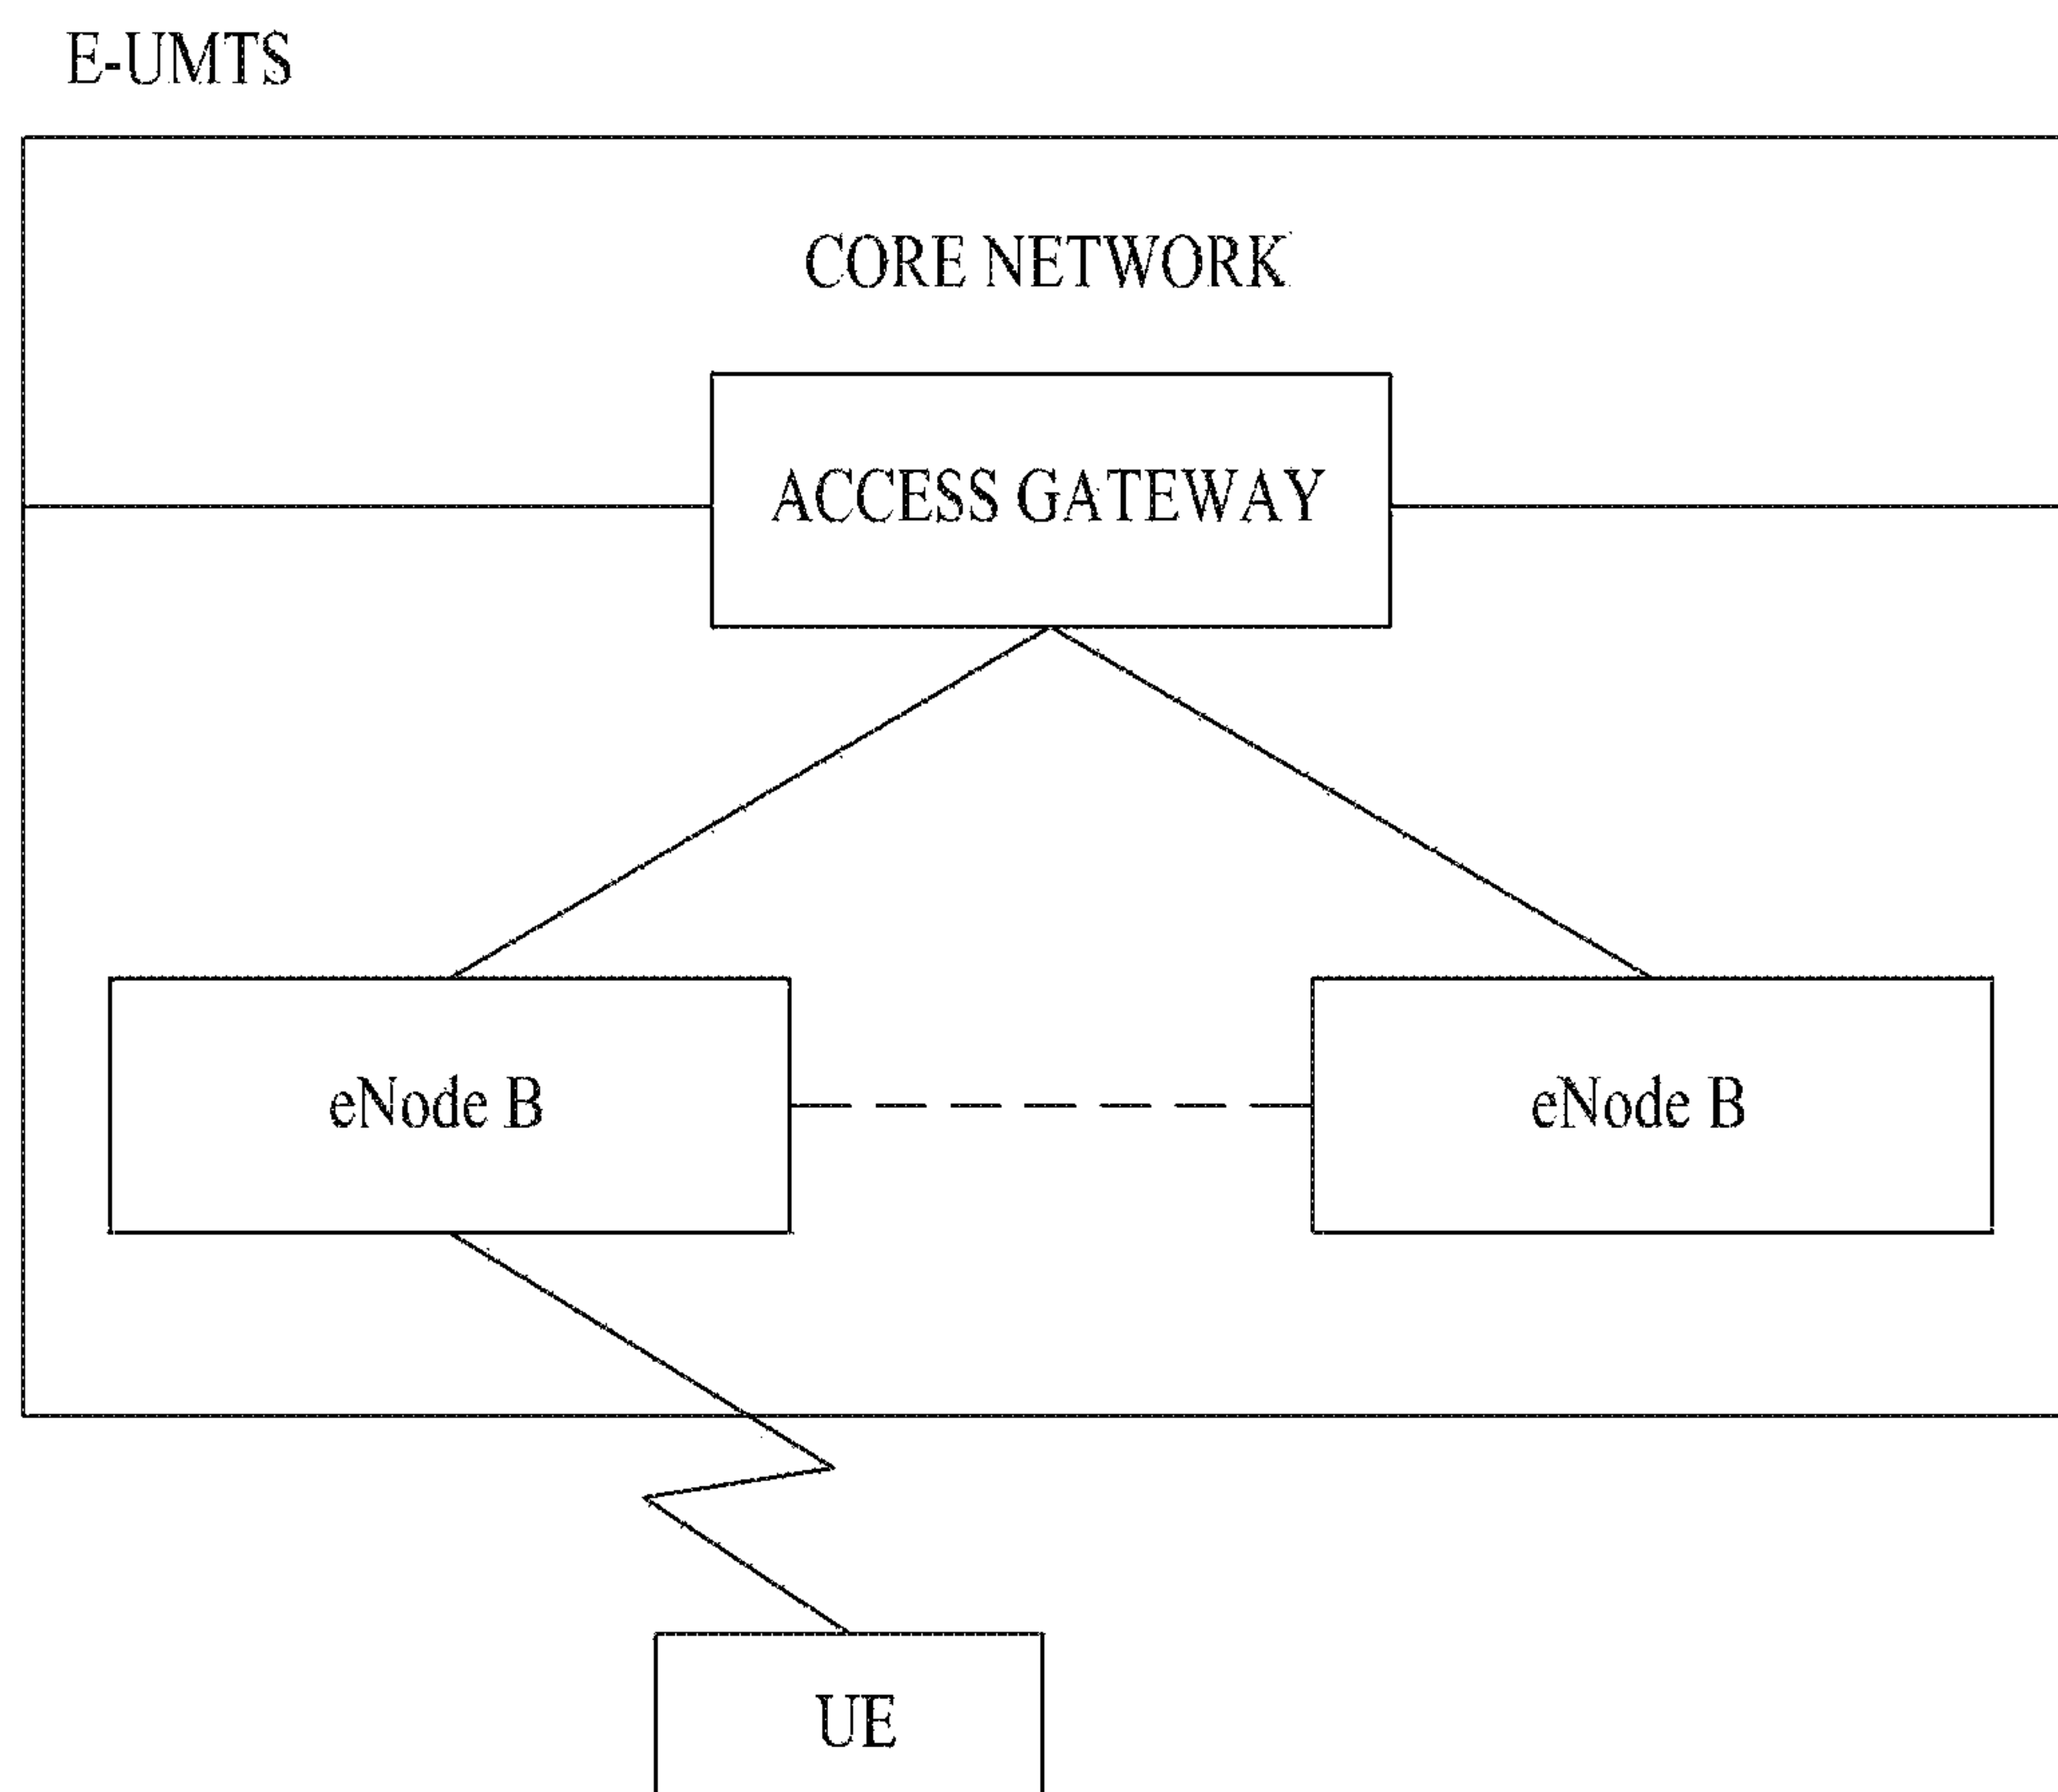 E-UMTS
CORE NETWORK
ACCESS GATEWAY
eNode B
eNode B
UE